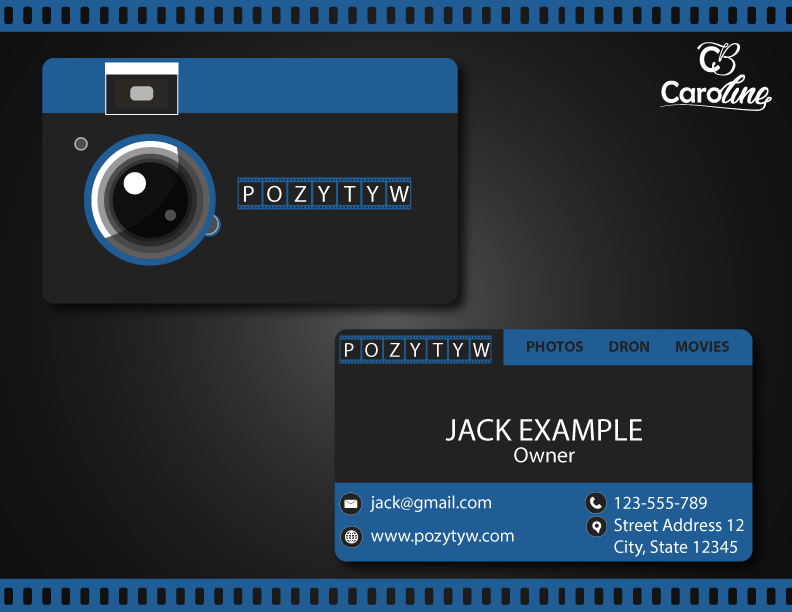 CB
Caroline
POZYTYW
POZYTYW
PHOTOS DRON MOVIES
JACK EXAMPLE
Owner
jack@gmail.com
www.pozytyw.com
123-555-789
Street Address 12
City, State 12345